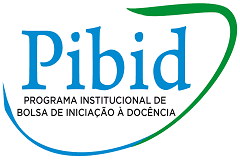 Pibid
PROGRAMA INSTITUCIONAL DE
BOLSA DE INICIAÇÃO À DOCÊNCIA